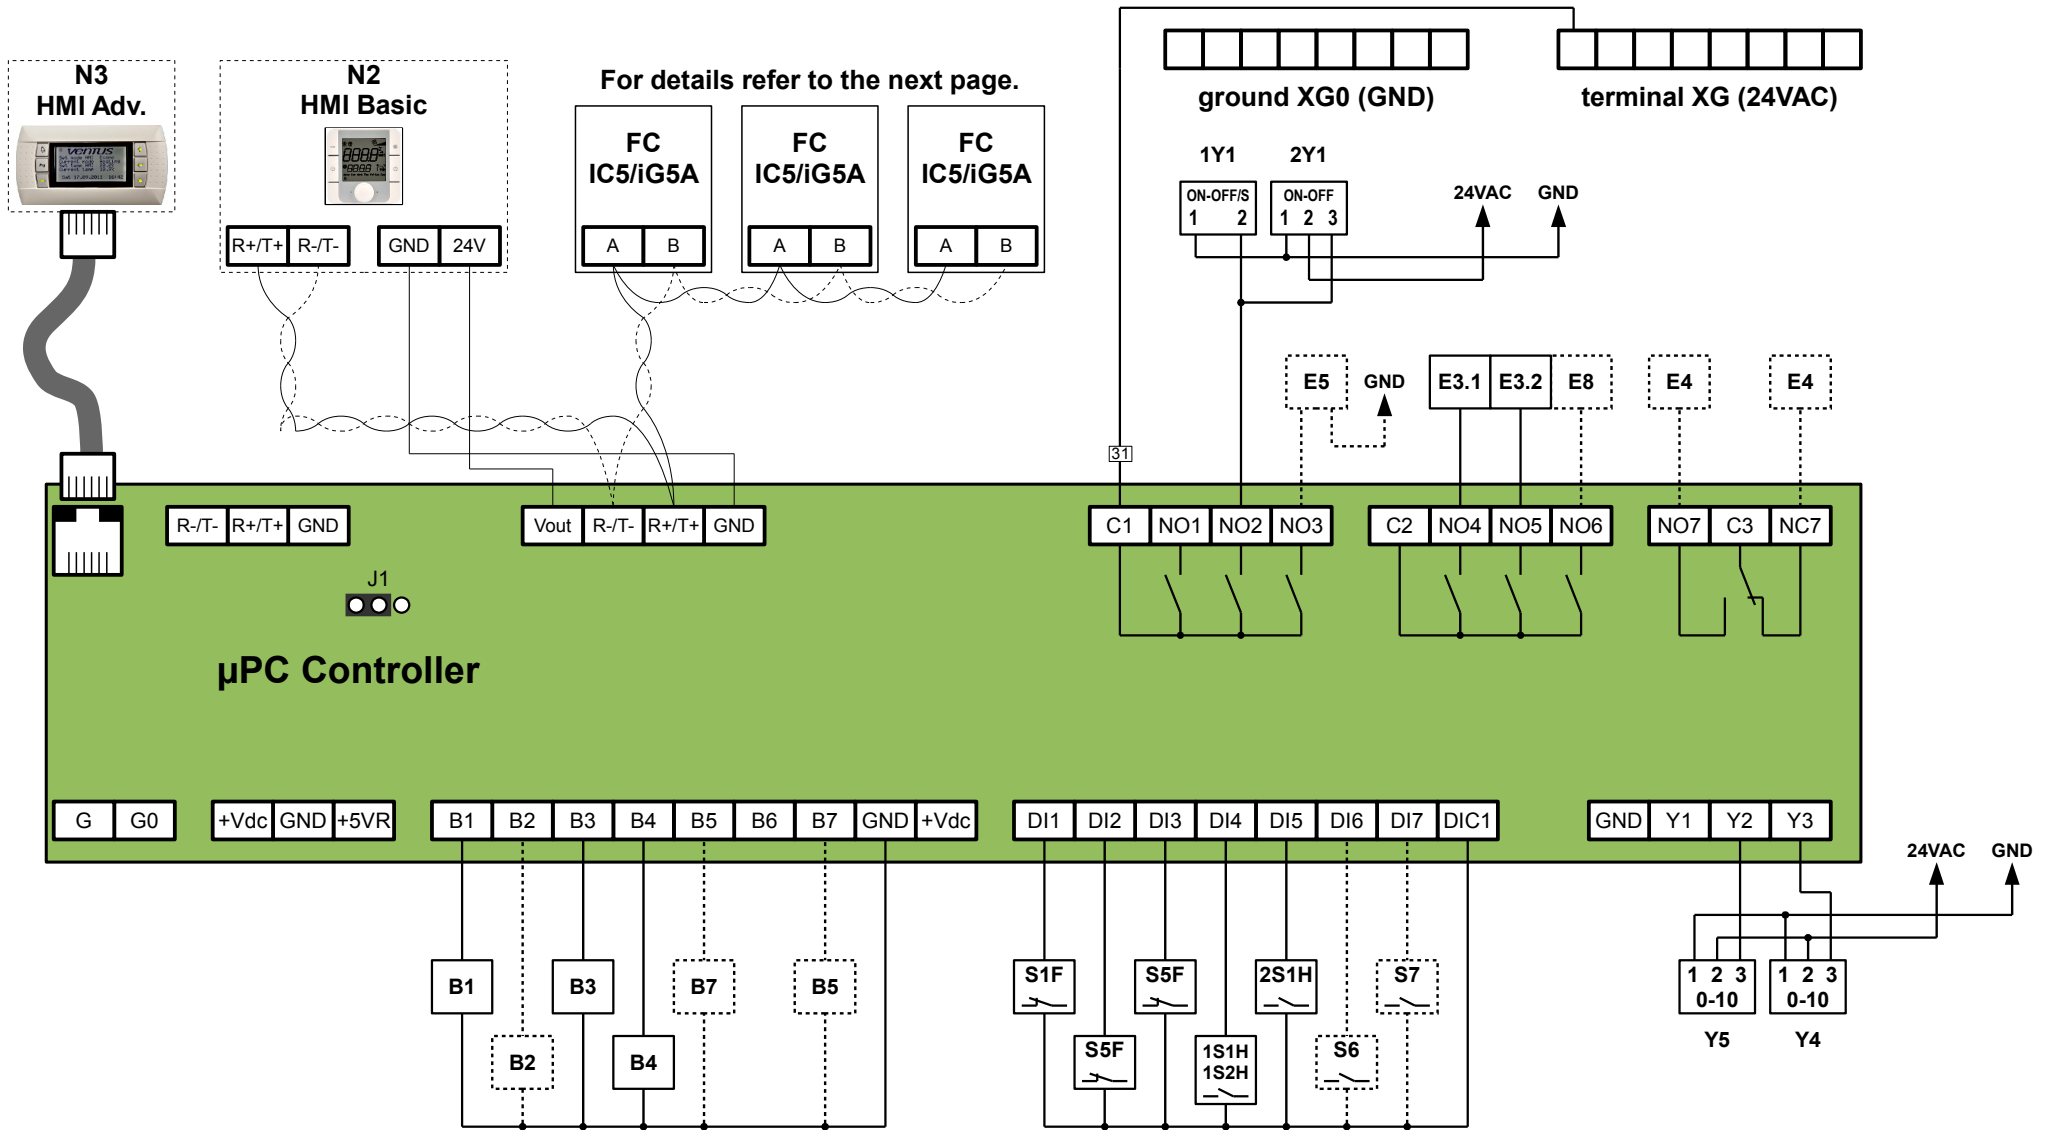 N3
HMI Adv.
VENTUS
N2
HMI Basic
For details refer to the next page.
FC
IC5/iG5A
FC
IC5/iG5A
FC
IC5/iG5A
ground XG0 (GND)
terminal XG (24VAC)
1Y1
2Y1
ON-OFF/S
1 2
ON-OFF
1 2 3
24VAC
GND
R+/T+
R-/T-
GND
24V
A
B
A
B
A
B
E5
GND
E3.1
E3.2
E8
E4
E4
31
R-/T-
R+/T+
GND
Vout
R-/T-
R+/T+
GND
C1
NO1
NO2
NO3
C2
NO4
NO5
NO6
NO7
C3
NC7
J1
µPC Controller
G
G0
+Vdc
GND
+5VR
B1
B2
B3
B4
B5
B6
B7
GND
+Vdc
DI1
DI2
DI3
DI4
DI5
DI6
DI7
DIC1
GND
Y1
Y2
Y3
24VAC
GND
B1
B3
B7
B5
S1F
S5F
2S1H
S7
1 2 3
0-10
1 2 3
0-10
B2
B4
S5F
1S1H
1S2H
S6
Y5
Y4